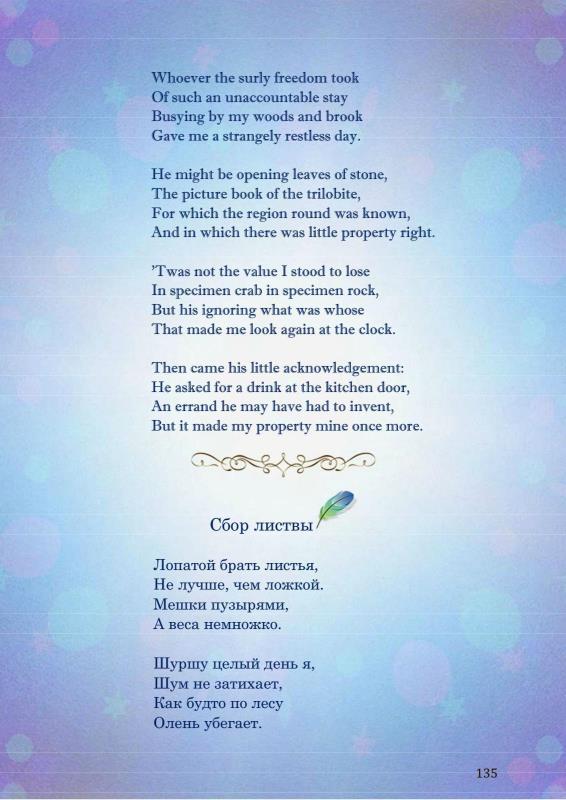 Whoever the surly freedom took
Of such an unaccountable stay
Busying by my woods and brook
Gave me a strangely restless day.
He might be opening leaves of stone,
The picture book of the trilobite,
For which the region round was known,
And in which there was little property right.
’Twas not the value I stood to lose
In specimen crab in specimen rock,
But his ignoring what was whose
That made me look again at the clock.
Then came his little acknowledgement:
He asked for a drink at the kitchen door,
An errand he may have had to invent,
But it made my property mine once more.
Сбор листвы
Лопатой брать листья,
Не лучше, чем ложкой.
Мешки пузырями,
А веса немножко.
Шуршу целый день я,
Шум не затихает,
Как будто по лесу
Олень убегает.
135